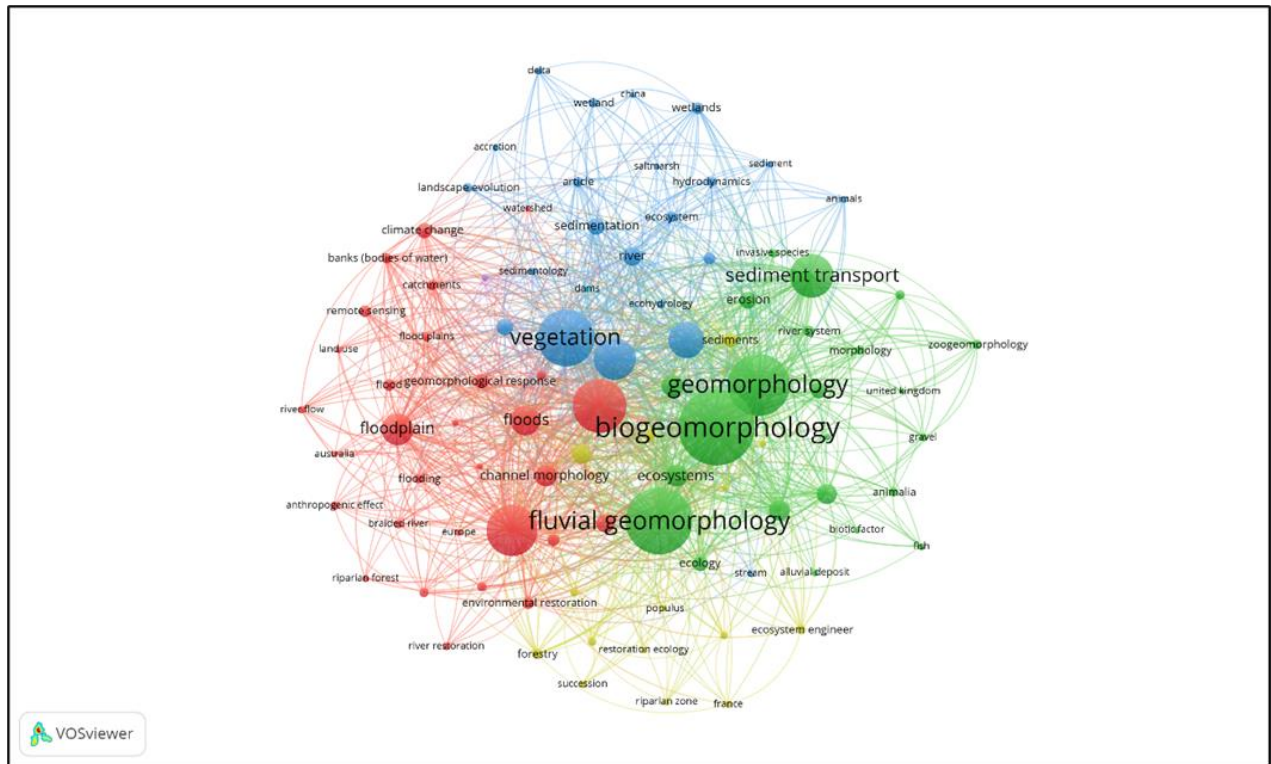 delta
china
wetland
wetlands
accretion
saltmarsh
sediment
article
hydrodynamics
landscape evolution
animals
watershed
ecosystem
sedimentation
climate change
invasive species
banks (bodies of water)
river
sedimentology
sediment transport
catchments
dams
erosion
ecohydrology
remote sensing
river system
flood plains
vegetation
sediments
zoogeomorphology
land use
morphology
geomorphological response
flood
geomorphology
united kingdom
river flow
floods
floodplain
biogeomorphology
gravel
australia
channel morphology
ecosystems
flooding
animalia
anthropogenic effect
braided river
fluvial geomorphology
europe
biotic factor
fish
ecology
riparian forest
stream
alluvial deposit
environmental restoration
populus
ecosystem engineer
river restoration
forestry
restoration ecology
succession
riparian zone
france
VOSviewer